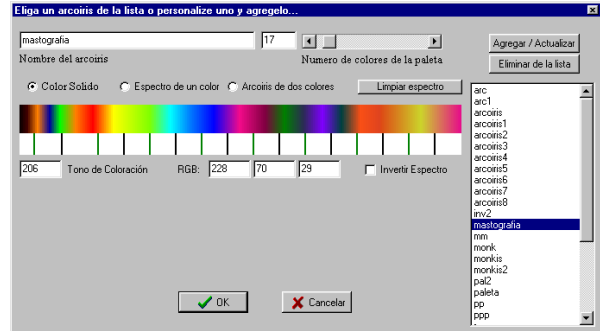 Eliga un arcoiris de la lista o personalize uno y agregelo...
mastografia
17
Nombre del arcoiris
Numero de colores de la paleta
Agregar / Actualizar
Eliminar de la lista
Color Solido
Espectro de un color
Arcoiris de dos colores
Limpiar espectro
206
Tono de Coloración
RGB:
228
70
29
Invertir Espectro
arc
arc1
arcoiris
arcoiris1
arcoiris2
arcoiris3
arcoiris4
arcoiris5
arcoiris6
arcoiris7
arcoiris8
inv2
mastografia
mm
monk
monkis
monkis2
pal2
paleta
pp
ppp
OK
Cancelar